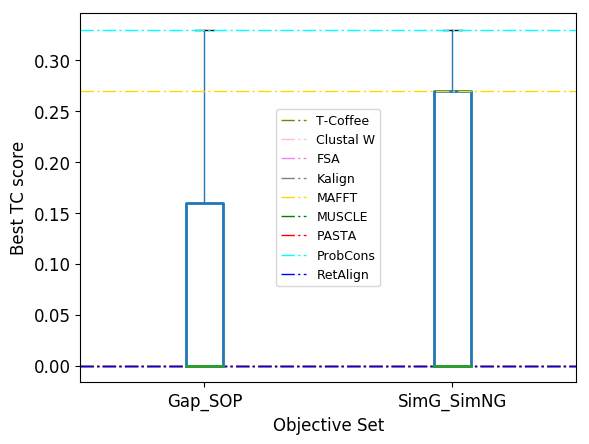 Best TC score
0.30
0.25
0.20
0.15
0.10
0.05
0.00
T-Coffee
Clustal W
FSA
Kalign
MAFFT
MUSCLE
PASTA
ProbCons
RetAlign
Gap_SOP SimG_SimNG
Objective Set